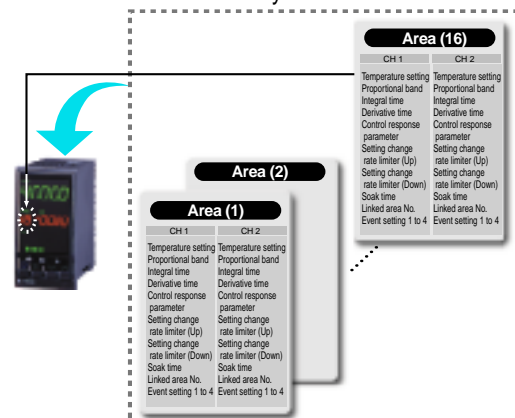 Area (16)
CH 1 CH 2
Temperature setting Temperature setting
Proportional band Proportional band
Integral time Integral time
Derivative time Derivative time
Control response Control response
parameter parameter
Setting change Setting change
rate limiter (Up) rate limiter (Up)
Setting change Setting change
rate limiter (Down) rate limiter (Down)
Soak time Soak time
Linked area No. Linked area No.
Event setting 1 to 4 Event setting 1 to 4
Area (2)
Area (1)
CH 1 CH 2
Temperature setting Temperature setting
Proportional band Proportional band
Integral time Integral time
Derivative time Derivative time
Control response Control response
parameter parameter
Setting change Setting change
rate limiter (Up) rate limiter (Up)
Setting change Setting change
rate limiter (Down) rate limiter (Down)
Soak time Soak time
Linked area No. Linked area No.
Event setting 1 to 4 Event setting 1 to 4